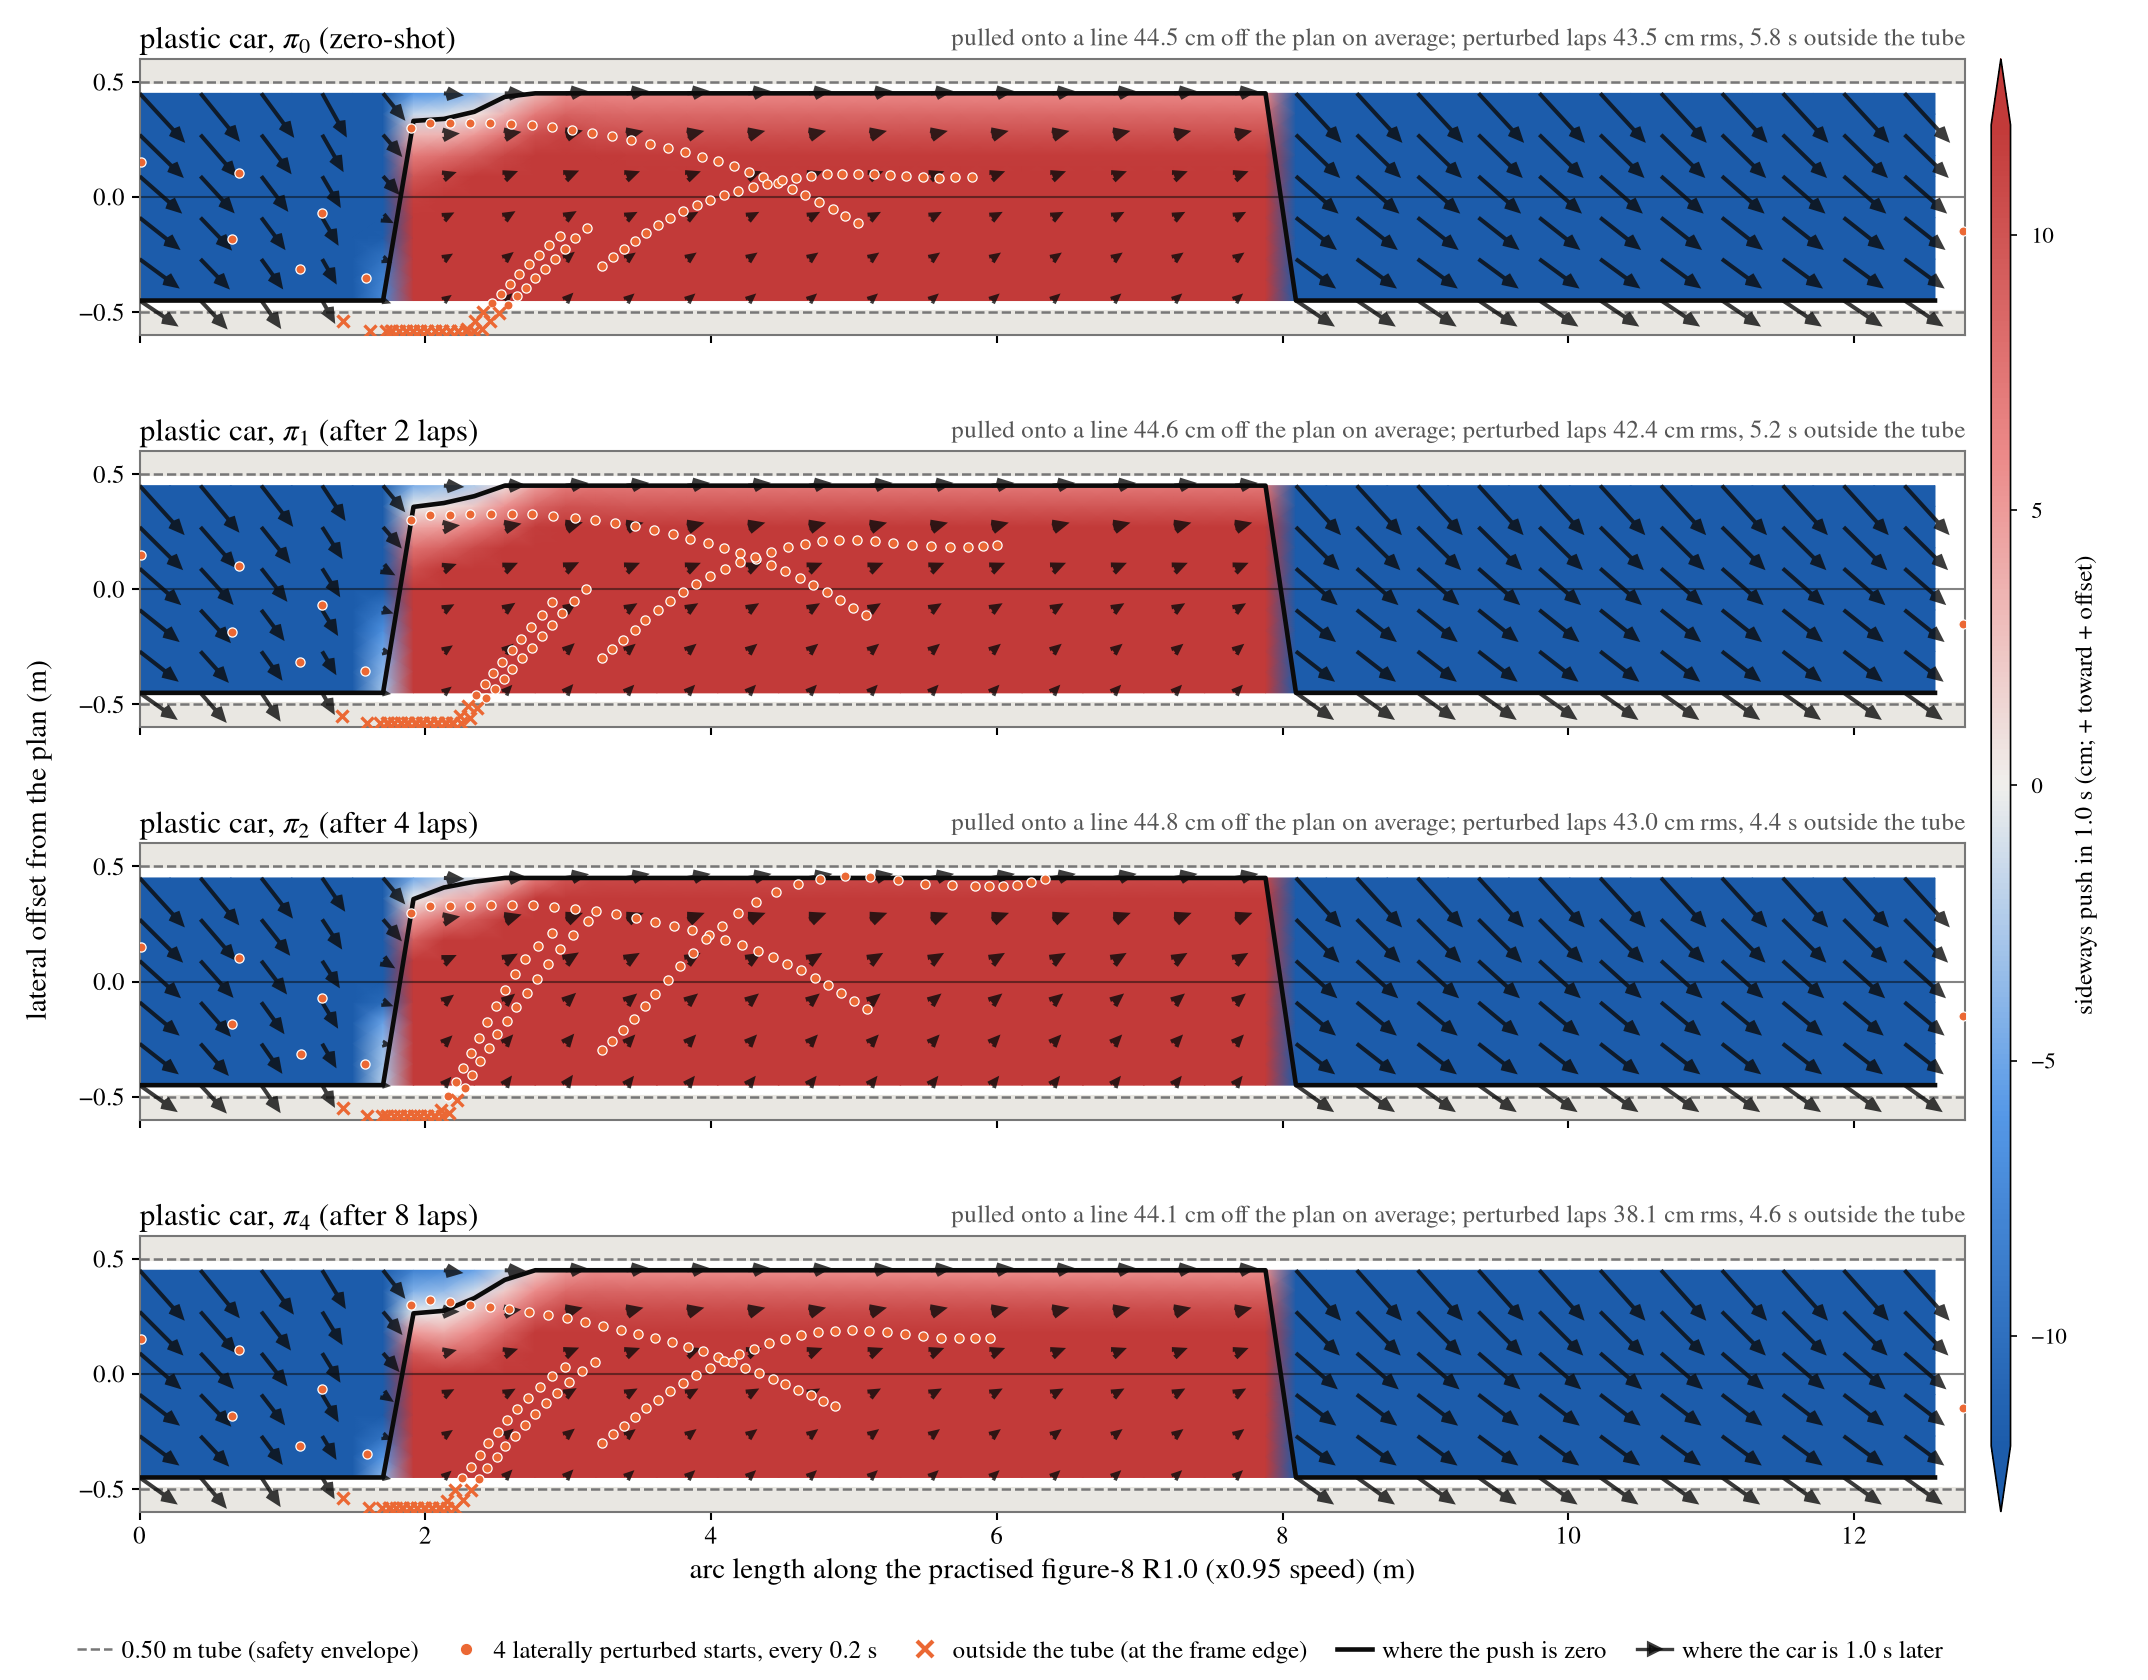 plastic car, π0 (zero-shot)
pulled onto a line 44.5 cm off the plan on average; perturbed laps 43.5 cm rms, 5.8 s outside the tube
0.5
0.0
−0.5
plastic car, π1 (after 2 laps)
pulled onto a line 44.6 cm off the plan on average; perturbed laps 42.4 cm rms, 5.2 s outside the tube
0.5
0.0
−0.5
plastic car, π2 (after 4 laps)
pulled onto a line 44.8 cm off the plan on average; perturbed laps 43.0 cm rms, 4.4 s outside the tube
0.5
0.0
−0.5
plastic car, π4 (after 8 laps)
pulled onto a line 44.1 cm off the plan on average; perturbed laps 38.1 cm rms, 4.6 s outside the tube
0.5
0.0
−0.5
0 2 4 6 8 10 12
arc length along the practised figure-8 R1.0 (x0.95 speed) (m)
lateral offset from the plan (m)
10
5
0
−5
−10
sideways push in 1.0 s (cm; + toward + offset)
0.50 m tube (safety envelope) 4 laterally perturbed starts, every 0.2 s outside the tube (at the frame edge) where the push is zero where the car is 1.0 s later